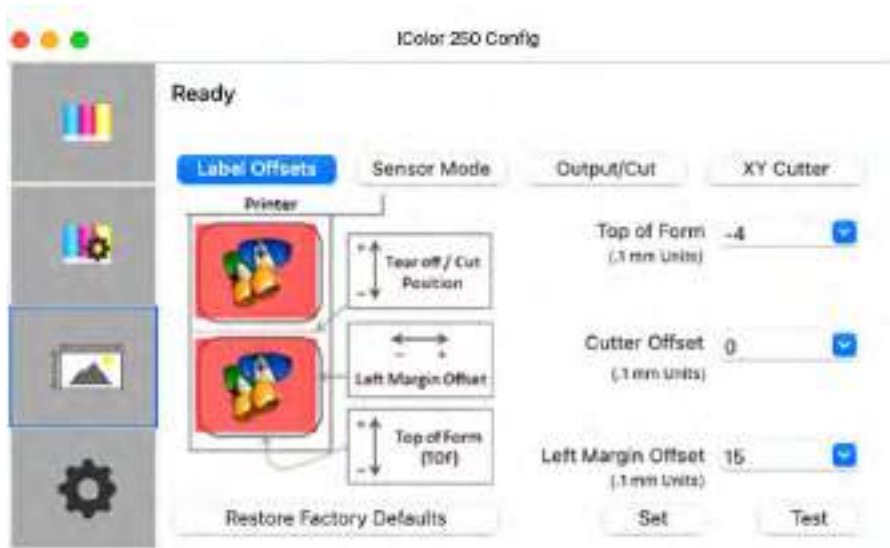 IColor 250 Config
Ready
Label Offsets
Sensor Mode
Output/Cut
XY Cutter
Printer
Tear off / Cut
Position
Left Margin Offset
Top of Form
(TOF)
Top of Form -4
(.1 mm Units)
Cutter Offset 0
(.1 mm Units)
Left Margin Offset 15
(.1 mm Units)
Restore Factory Defaults
Set
Test